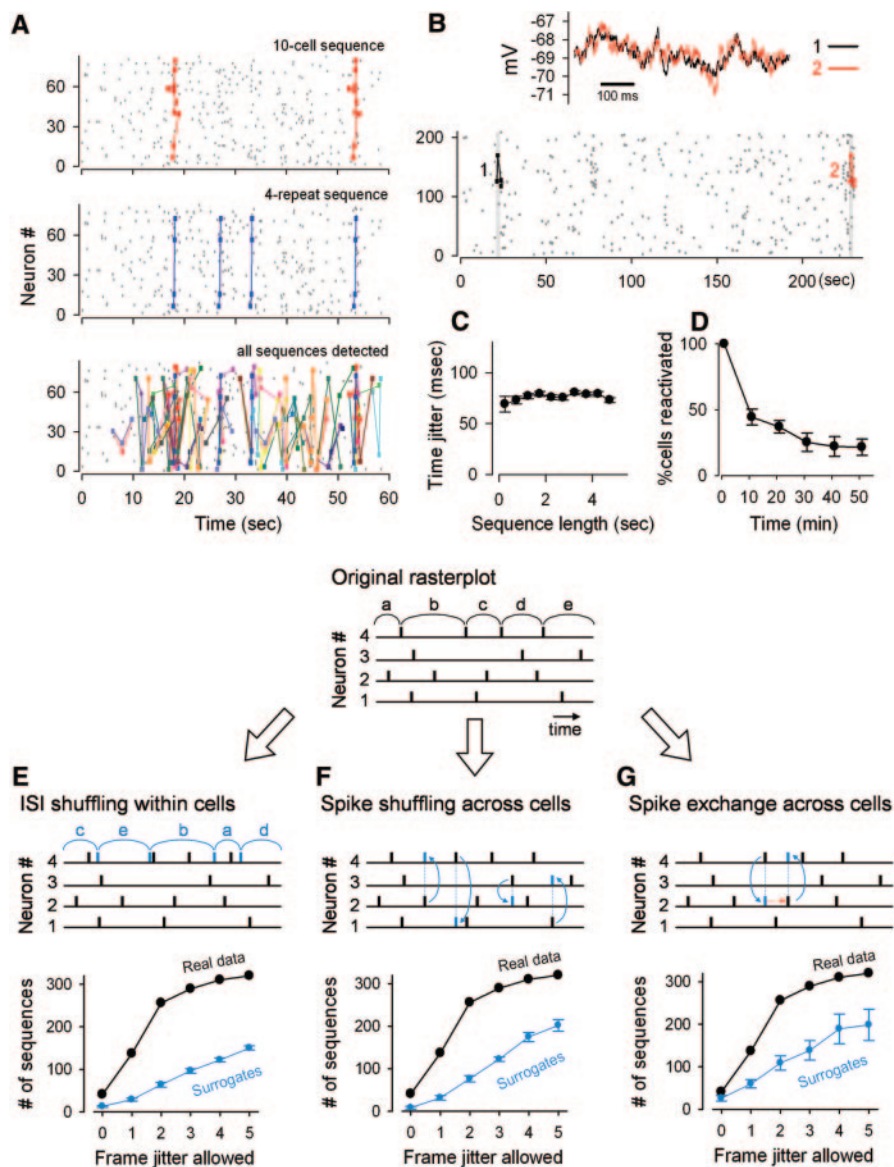 A
10-cell sequence
60
30
0
4-repeat sequence
60
30
0
Neuron #
all sequences detected
60
30
0
0 10 20 30 40 50 60
Time (sec)
B
-67
-68
-69
-70
-71
mV
100 ms
1
2
200
100
0
1
2
0 50 100 150 200 (sec)
C
100
50
0
Time jitter (msec)
0 2 4
Sequence length (sec)
D
100
50
0
%cells reactivated
0 10 20 30 40 50
Time (min)
Original rasterplot
a b c d e
Neuron #
4
3
2
1
time
E
ISI shuffling within cells
c e b a d
Neuron #
4
3
2
1
Real data
Surrogates
# of sequences
300
200
100
0
0 1 2 3 4 5
Frame jitter allowed
F
Spike shuffling across cells
Neuron #
4
3
2
1
Real data
Surrogates
# of sequences
300
200
100
0
0 1 2 3 4 5
Frame jitter allowed
G
Spike exchange across cells
Neuron #
4
3
2
1
Real data
Surrogates
# of sequences
300
200
100
0
0 1 2 3 4 5
Frame jitter allowed